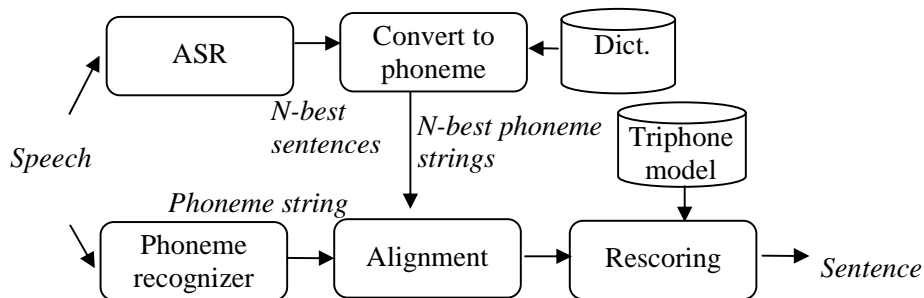 ASR
Convert to
phoneme
Dict.
N-best
sentences
N-best phoneme
strings
Triphone
model
Speech
Phoneme string
Phoneme
recognizer
Alignment
Rescoring
Sentence